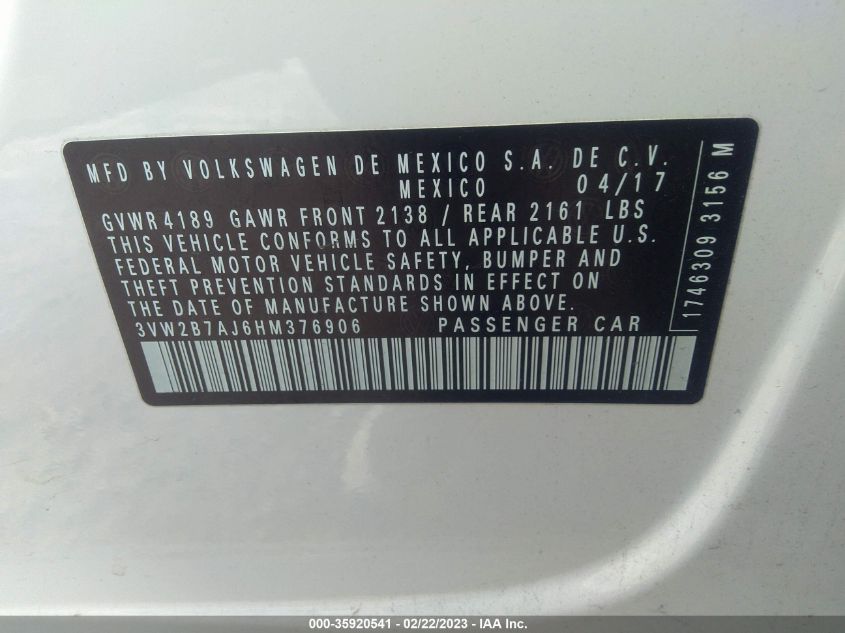 MFD BY VOLKSWAGEN DE MEXICO S.A. DE C.V.
MEXICO 04/17
GVWR 4189 GAWR FRONT 2138 / REAR 2161 LBS
THIS VEHICLE CONFORMS TO ALL APPLICABLE U.S.
FEDERAL MOTOR VEHICLE SAFETY, BUMPER AND
THEFT PREVENTION STANDARDS IN EFFECT ON
THE DATE OF MANUFACTURE SHOWN ABOVE.
3VW2B7AJ6HM376906 PASSENGER CAR
1746309 3156 M
000-35920541 - 02/22/2023 - IAA Inc.